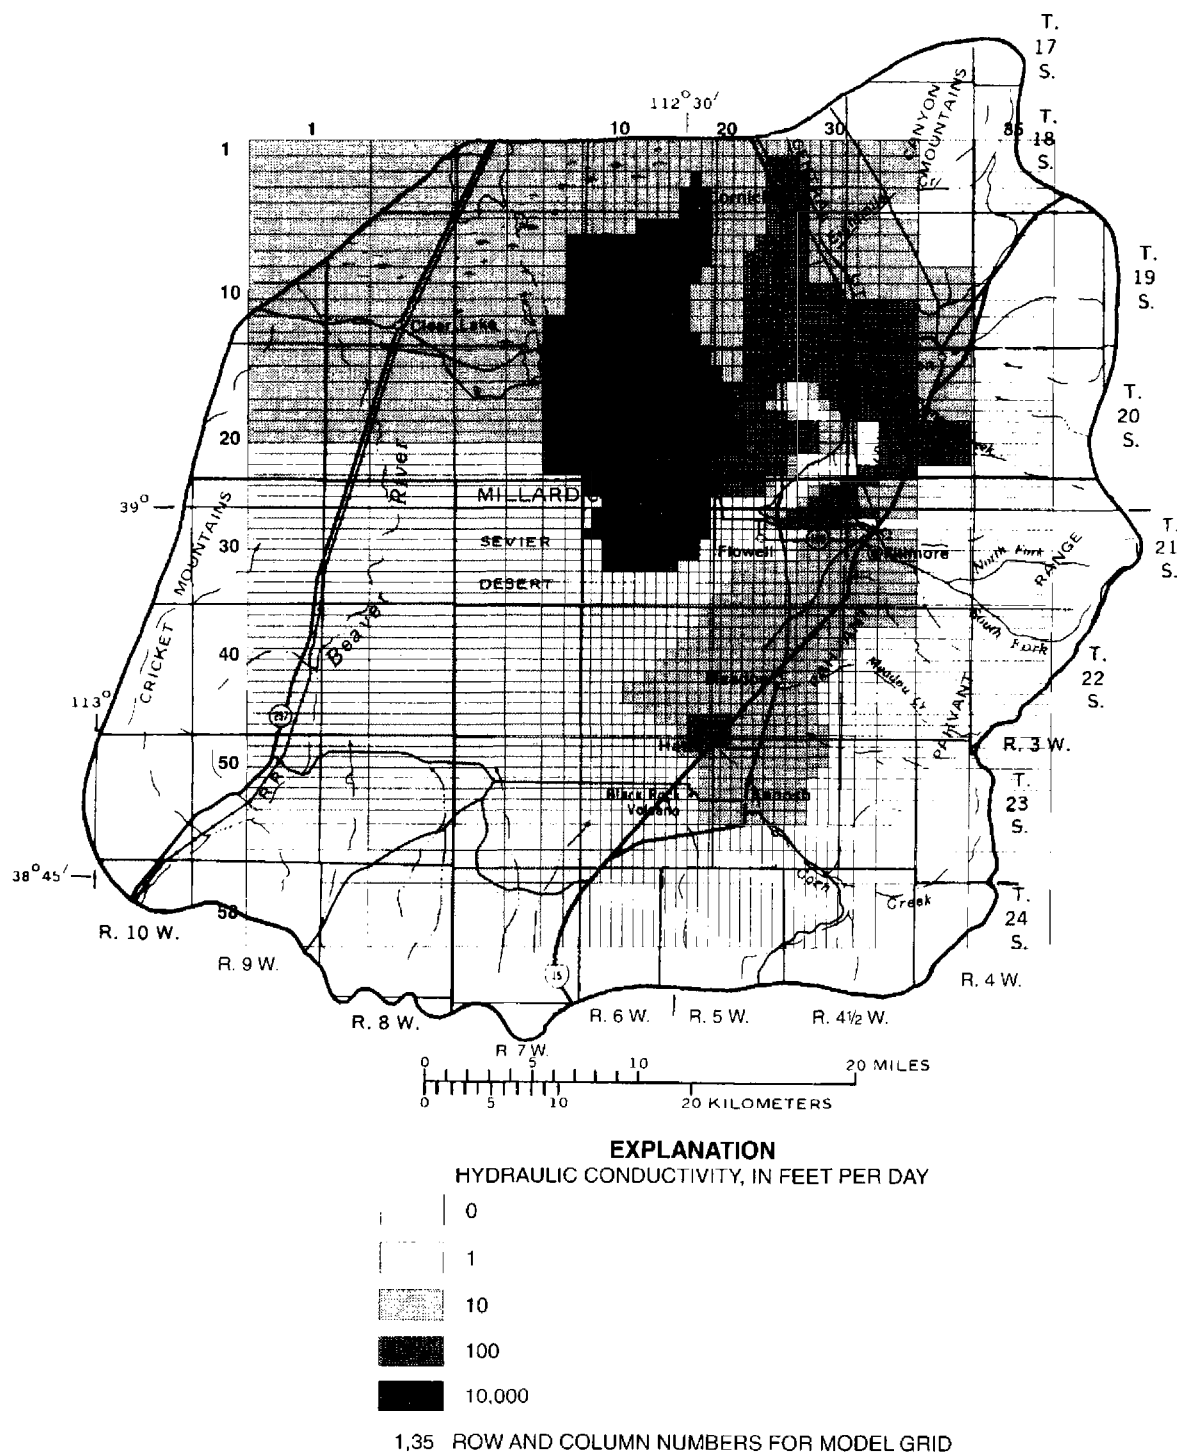 T.
17
S.
112°30'
CANYON
MOUNTAINS
1
10
20
30
T.
18
S.
1
T.
19
S.
10
Clear Lake
T.
20
S.
20
River
MILLARD
39°
CRICKET MOUNTAINS
SEVIER
DESERT
30
Flowell
North Fork
RANGE
T.
21
S.
South
Fork
Beaver
40
Meadow
T.
22
S.
PAHVANT
113°
257
50
R. 3 W.
Black Rock
Volcano
T.
23
S.
38°45'
Corn
Creek
58
T.
24
S.
R. 10 W.
R. 9 W.
15
R. 4 W.
R. 8 W.
R. 6 W.
R. 5 W.
R. 4½ W.
R 7 W.
0 5 10 20 MILES
0 5 10 20 KILOMETERS
EXPLANATION
HYDRAULIC CONDUCTIVITY, IN FEET PER DAY
0
1
10
100
10,000
1,35 ROW AND COLUMN NUMBERS FOR MODEL GRID